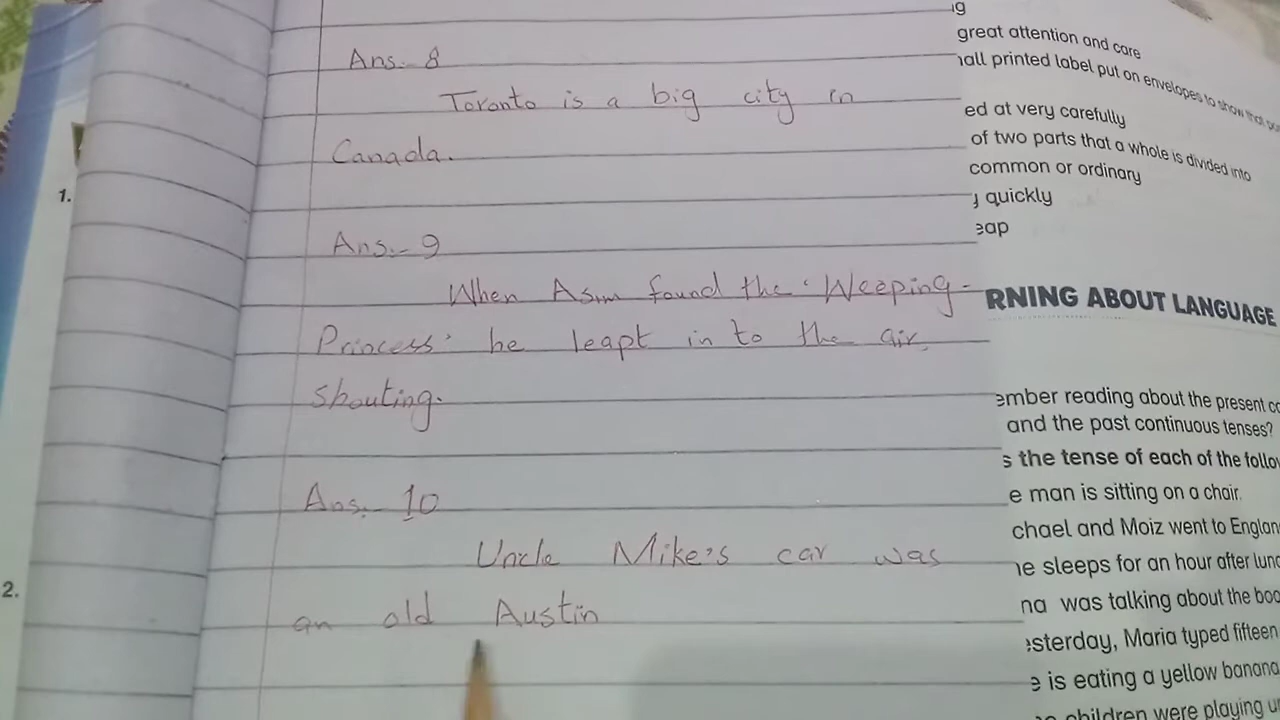 Ans. 8
Toronto is a big city in
Canada.
Ans. 9
When Asim found the 'Weeping-
Princess' he leapt in to the air,
shouting.
Ans. 10
Uncle Mike's car was
an old Austin
1.
2.
great attention and care
printed label put on envelopes to show that
ed at very carefully
of two parts that a whole is divided into
common or ordinary
quickly
eap
RNING ABOUT LANGUAGE
ember reading about the present
and the past continuous tenses?
s the tense of each of the
e man is sitting on a chair.
chael and Moiz went to
e sleeps for an hour after
na was talking about the
esterday, Maria typed fifteen
e is eating a yellow banana
children were playing